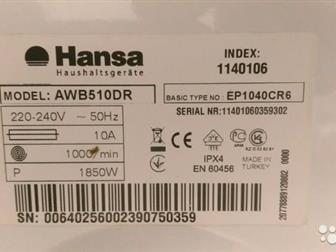 Hansa
Haushaltsgeräte
INDEX:
1140106
MODEL: AWB510DR
BASIC TYPE NO: EP1040CR6
SERIAL NR:11401060359302
220-240V ~ 50Hz
10A
1000/min
P 1850W
IPX4
EN 60456
MADE IN
TURKEY
SN: 00640256002390750359